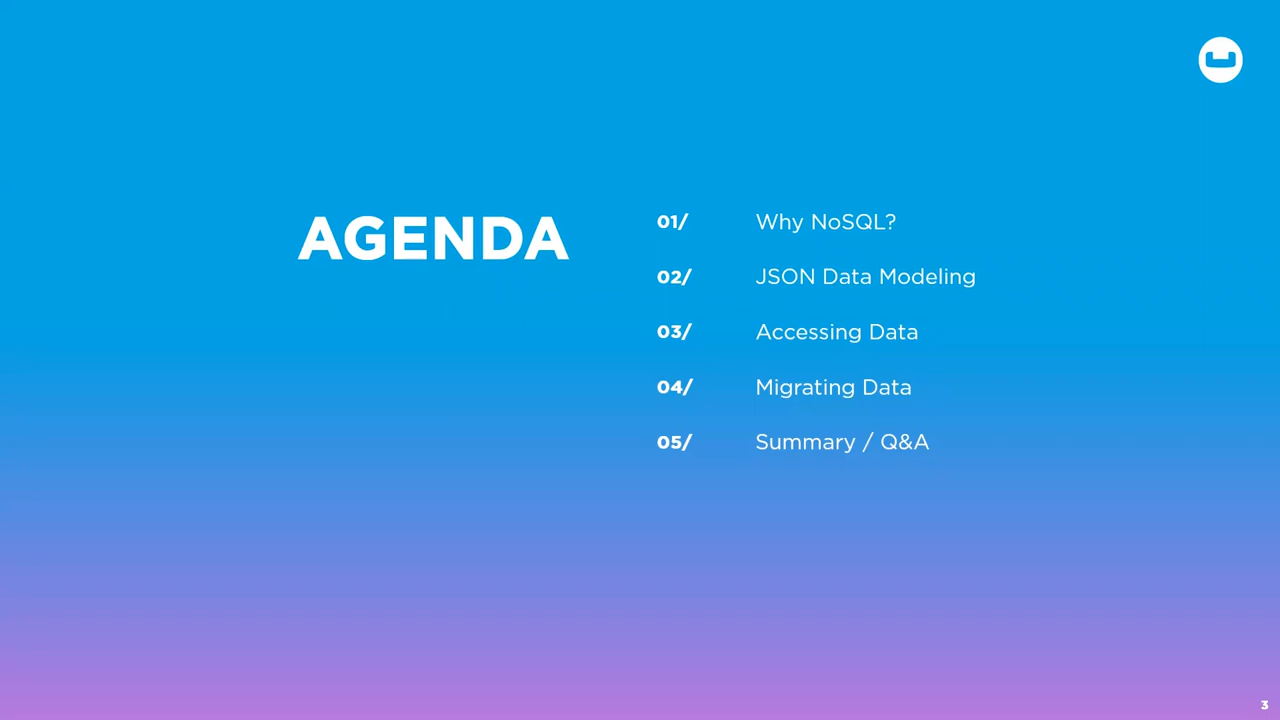 AGENDA
01/ Why NoSQL?
02/ JSON Data Modeling
03/ Accessing Data
04/ Migrating Data
05/ Summary / Q&A
3